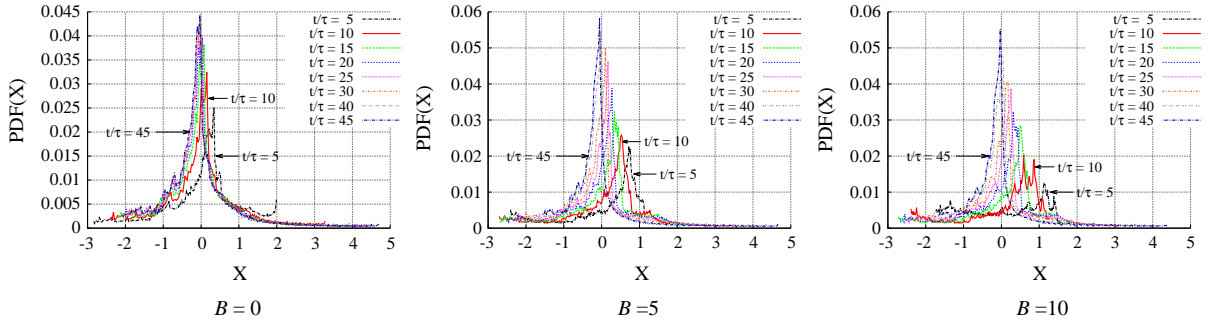 0.045
0.04
0.035
0.03
0.025
0.02
0.015
0.01
0.005
0
-3 -2 -1 0 1 2 3 4 5
PDF(X)
X
t/τ = 5
t/τ = 10
t/τ = 15
t/τ = 20
t/τ = 25
t/τ = 30
t/τ = 40
t/τ = 45
t/τ = 10
t/τ = 45
t/τ = 5
B = 0
0.06
0.05
0.04
0.03
0.02
0.01
0
-3 -2 -1 0 1 2 3 4 5
PDF(X)
X
t/τ = 5
t/τ = 10
t/τ = 15
t/τ = 20
t/τ = 25
t/τ = 30
t/τ = 40
t/τ = 45
t/τ = 10
t/τ = 45
t/τ = 5
B =5
0.06
0.05
0.04
0.03
0.02
0.01
0
-3 -2 -1 0 1 2 3 4 5
PDF(X)
X
t/τ = 5
t/τ = 10
t/τ = 15
t/τ = 20
t/τ = 25
t/τ = 30
t/τ = 40
t/τ = 45
t/τ = 45
t/τ = 10
t/τ = 5
B =10